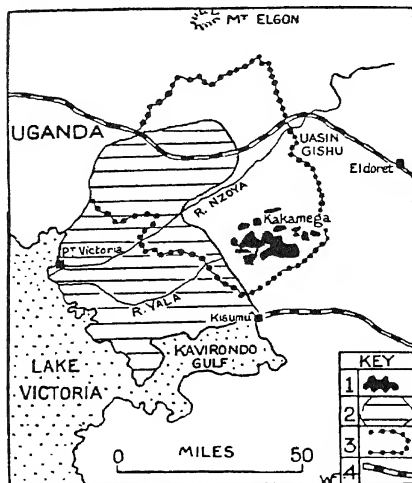 MT ELGON
UGANDA
UASIN
GISHU
Eldoret
R. NZOYA
Kakamega
PT Victoria
R. YALA
Kisumu
KAVIRONDO
GULF
LAKE
VICTORIA
MILES
0 50
KEY
1
2
3
4